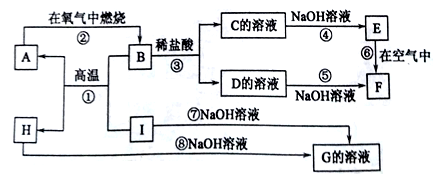 在氧气中燃烧
②
A
B
稀盐酸
③
C的溶液
NaOH溶液
④
E
⑥
在空气中
高温
①
D的溶液
⑤
NaOH溶液
F
H
I
⑦NaOH溶液
⑧NaOH溶液
G的溶液